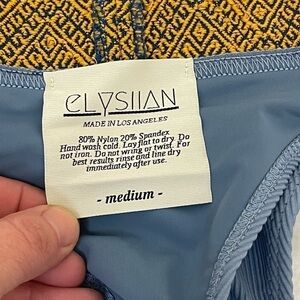 ELYSIIAN
MADE IN LOS ANGELES
80% Nylon 20% Spandex
Hand wash cold. Lay flat to dry. Do
not iron. Do not wring or twist. For
best results rinse and line dry
immediately after use.
- medium -